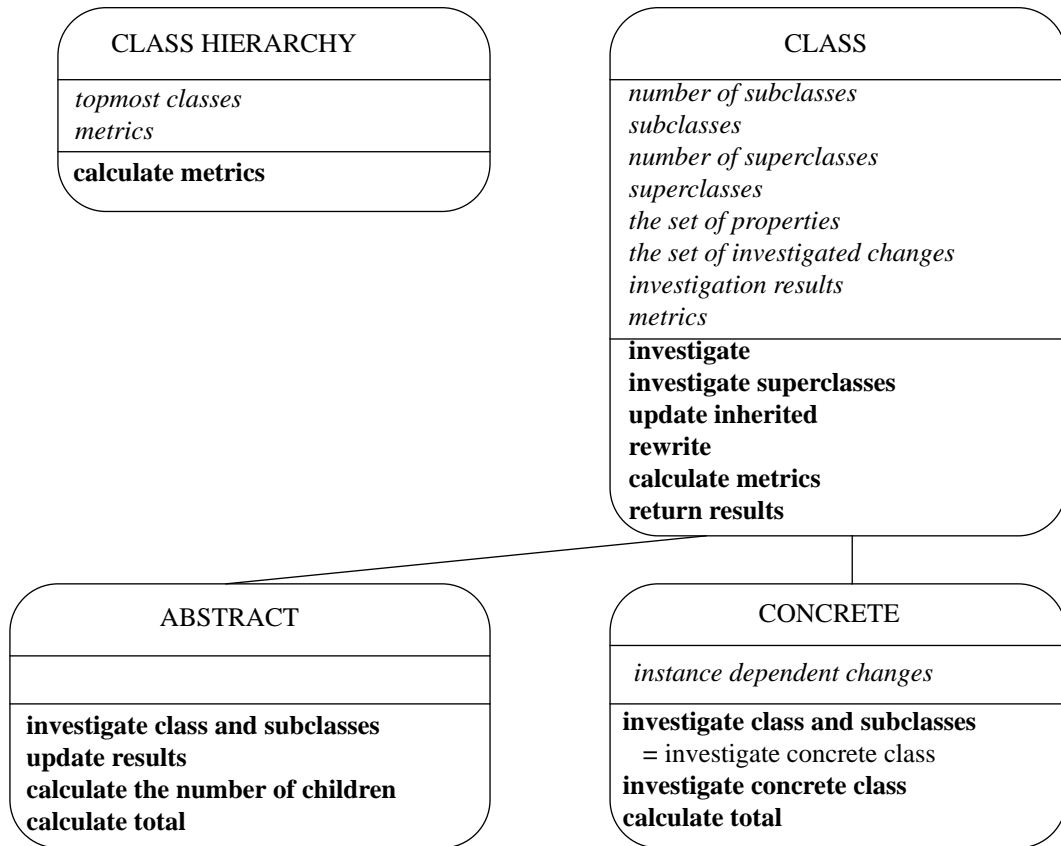 CLASS HIERARCHY
topmost classes
metrics
calculate metrics
CLASS
number of subclasses
subclasses
number of superclasses
superclasses
the set of properties
the set of investigated changes
investigation results
metrics
investigate
investigate superclasses
update inherited
rewrite
calculate metrics
return results
ABSTRACT
investigate class and subclasses
update results
calculate the number of children
calculate total
CONCRETE
instance dependent changes
investigate class and subclasses
= investigate concrete class
investigate concrete class
calculate total